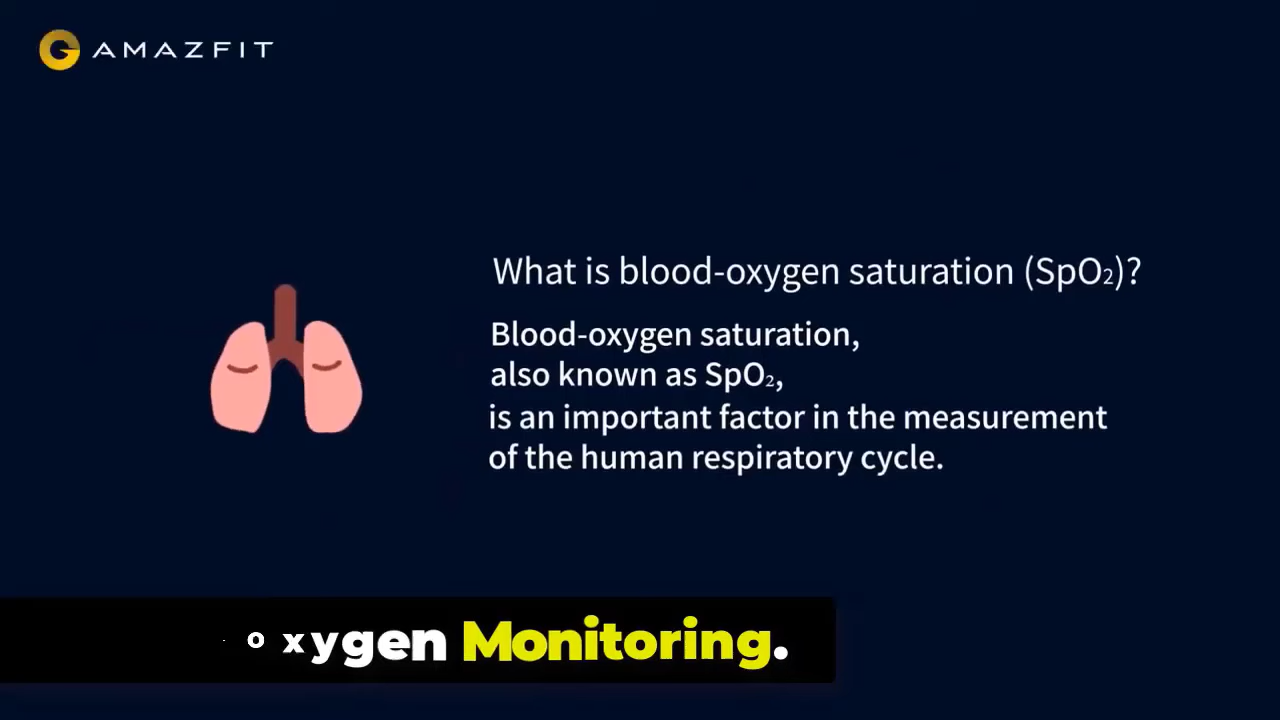 AMAZFIT
What is blood-oxygen saturation (SpO₂)?
Blood-oxygen saturation,
also known as SpO₂,
is an important factor in the measurement
of the human respiratory cycle.
oxygen Monitoring.